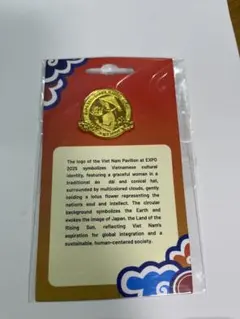 The logo of the Viet Nam Pavilion at EXPO
2025 symbolizes Vietnamese cultural
identity, featuring a graceful woman in a
traditional ao dai and conical hat,
surrounded by multicolored clouds, gently
holding a lotus flower representing the
nation's soul and intellect. The circular
background symbolizes the Earth and
evokes the image of Japan, the Land of the
Rising Sun, reflecting Viet Nam's
aspiration for global integration and a
sustainable, human-centered society.